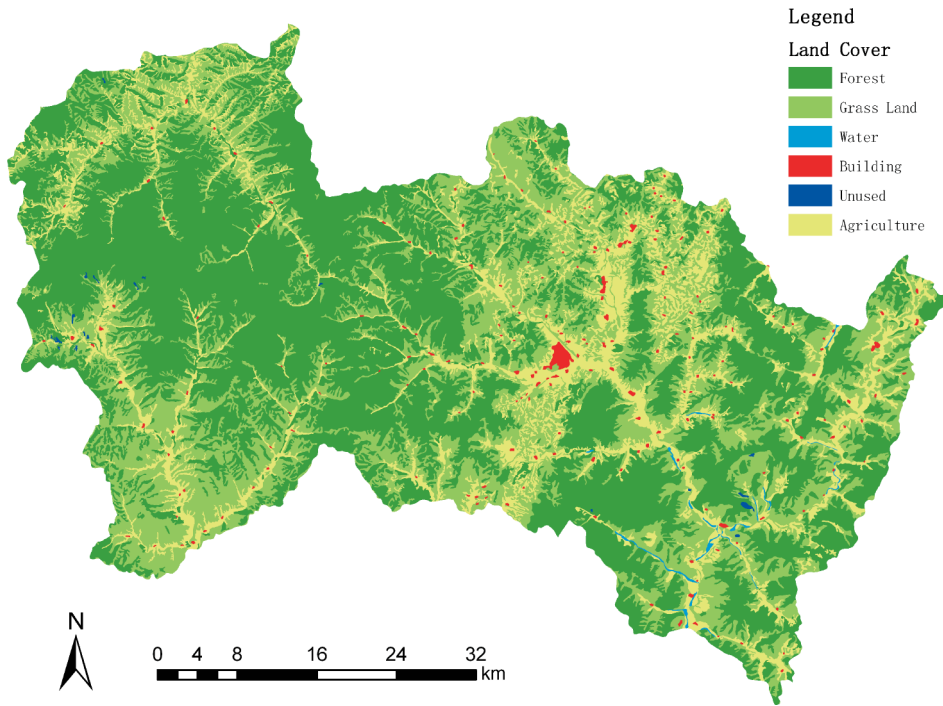 Legend
Land Cover
Forest
Grass Land
Water
Building
Unused
Agriculture
N
0 4 8 16 24 32
km